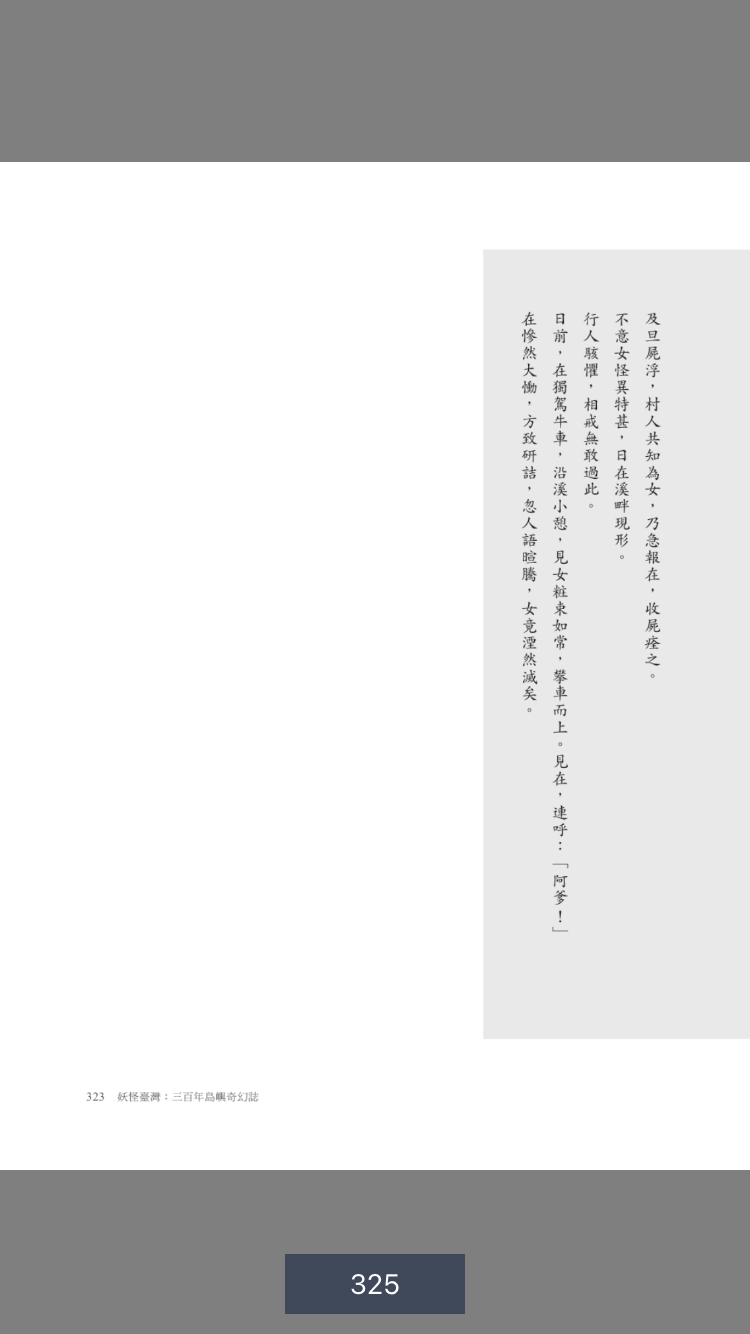 及旦屍浮，村人共知為女，乃急報在，收屍痊之。
不意女怪異特甚，日在溪畔現形。
行人駭懼，相戒無敢過此。
日前，在獨駕牛車，沿溪小憩，見女粧束如常，攀車而上。見在，連呼：「阿爹！」
在慘然大慟，方致研詰，忽人語喧騰，女竟湮然滅矣。
323 妖怪臺灣：三百年島嶼奇幻誌
325